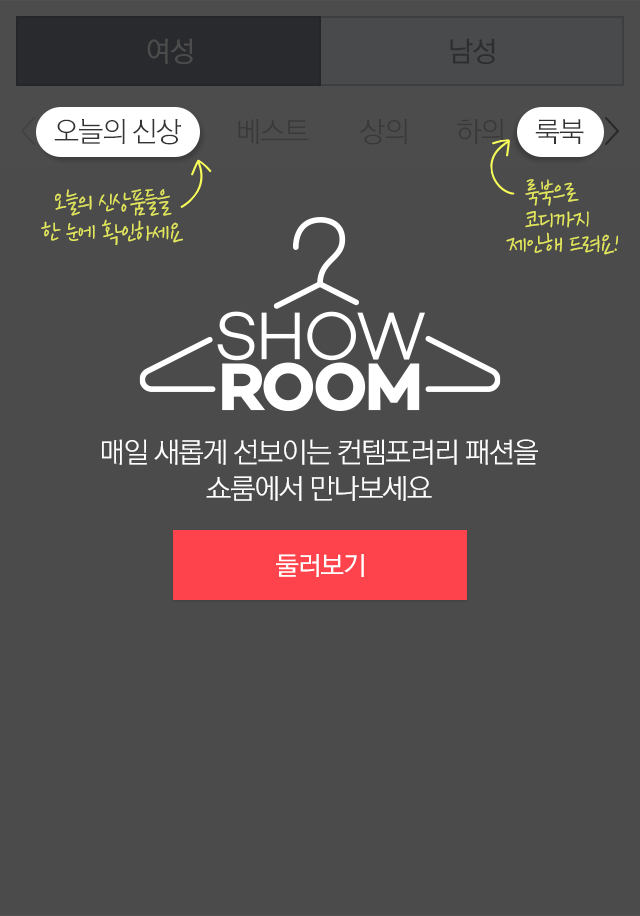 여성 남성
오늘의 신상 베스트 상의 하의 룩북
오늘의 신상품들을
한 눈에 확인하세요
룩북으로
코디까지
제안해 드려요!
SHOW
ROOM
매일 새롭게 선보이는 컨템포러리 패션을
쇼룸에서 만나보세요
둘러보기